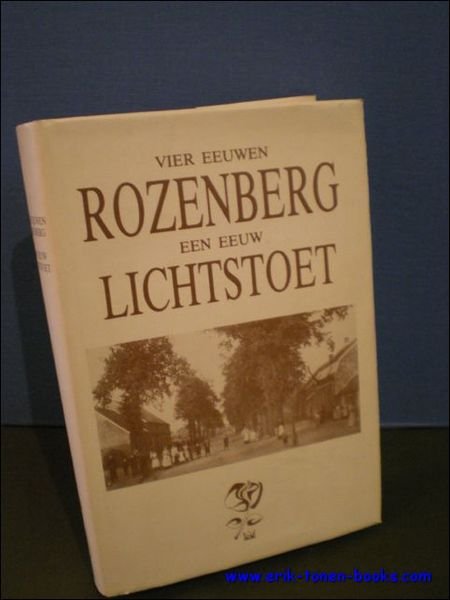 VIER EEUWEN
ROZENBERG
EEN EEUW
LICHTSTOET
www.erik-tonen-books.com